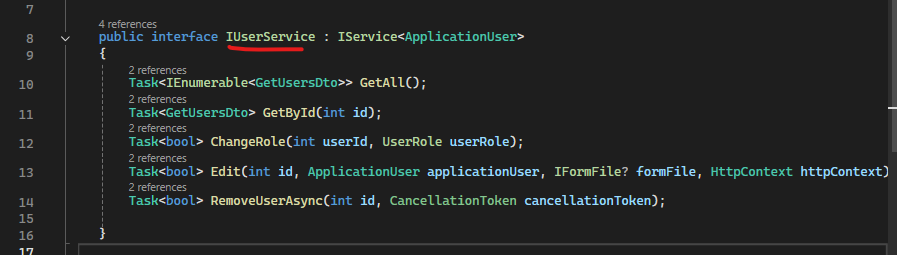 7
4 references
8 public interface IUserService : IService<ApplicationUser>
9 {
2 references
10 Task<IEnumerable<GetUsersDto>> GetAll();
2 references
11 Task<GetUsersDto> GetById(int id);
2 references
12 Task<bool> ChangeRole(int userId, UserRole userRole);
2 references
13 Task<bool> Edit(int id, ApplicationUser applicationUser, IFormFile? formFile, HttpContext httpContext)
2 references
14 Task<bool> RemoveUserAsync(int id, CancellationToken cancellationToken);
15
16 }
17